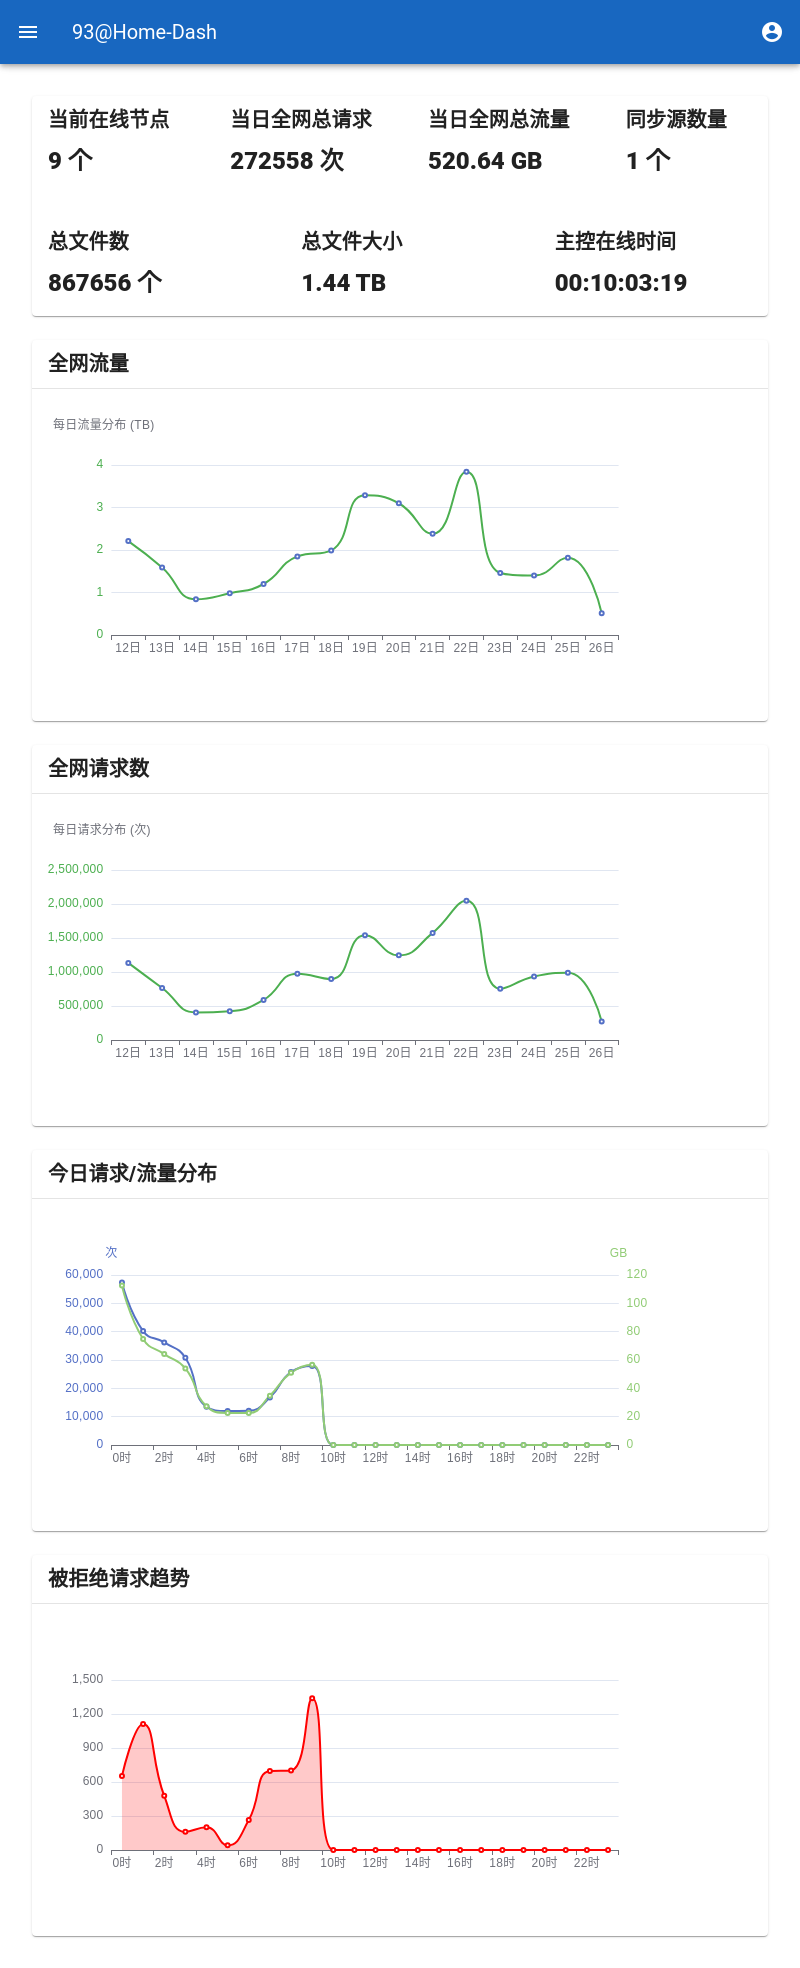 93@Home-Dash
当前在线节点 当日全网总请求 当日全网总流量 同步源数量
9 个 272558 次 520.64 GB 1 个
总文件数 总文件大小 主控在线时间
867656 个 1.44 TB 00:10:03:19
全网流量
每日流量分布 (TB)
4
3
2
1
0
12日 13日 14日 15日 16日 17日 18日 19日 20日 21日 22日 23日 24日 25日 26日
全网请求数
每日请求分布 (次)
2,500,000
2,000,000
1,500,000
1,000,000
500,000
0
12日 13日 14日 15日 16日 17日 18日 19日 20日 21日 22日 23日 24日 25日 26日
今日请求/流量分布
次 GB
60,000 120
50,000 100
40,000 80
30,000 60
20,000 40
10,000 20
0 0
0时 2时 4时 6时 8时 10时 12时 14时 16时 18时 20时 22时
被拒绝请求趋势
1,500
1,200
900
600
300
0
0时 2时 4时 6时 8时 10时 12时 14时 16时 18时 20时 22时